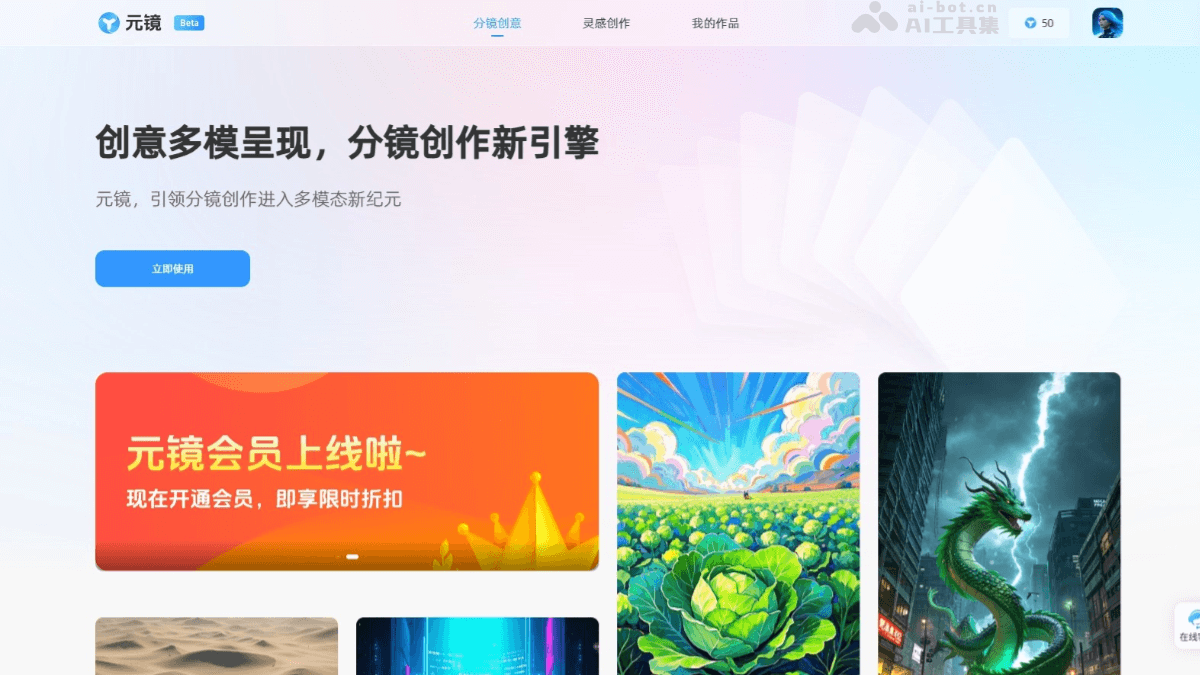 元镜 Beta
分镜创意
灵感创作
我的作品
ai-bot.cn
AI工具集
50
创意多模呈现，分镜创作新引擎
元镜，引领分镜创作进入多模态新纪元
立即使用
元镜会员上线啦~
现在开通会员，即享限时折扣
在线